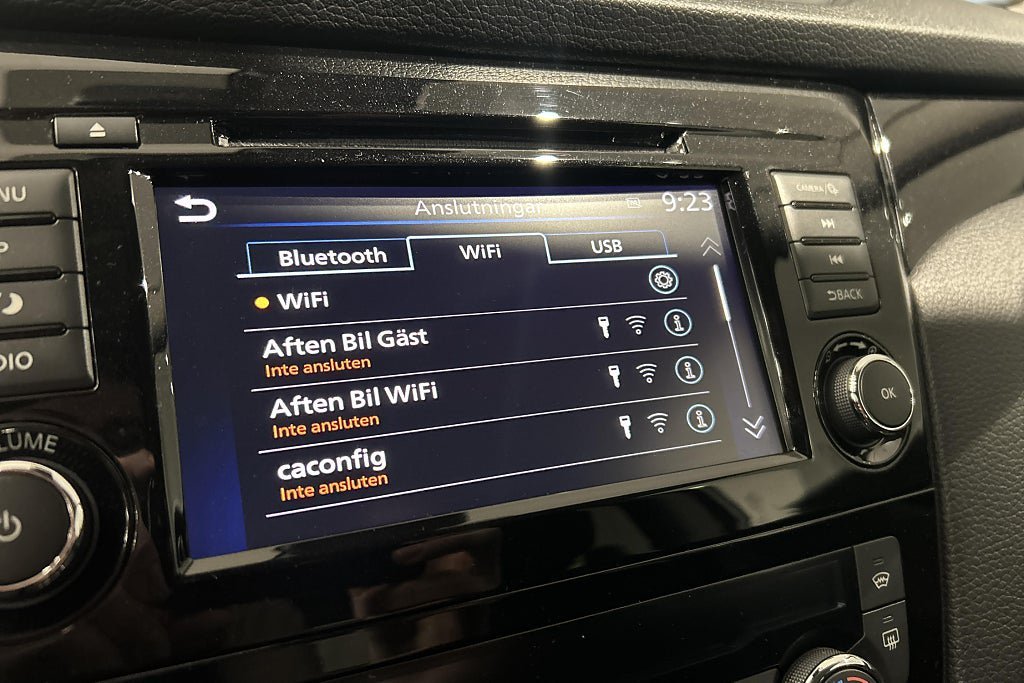 Anslutningar 9:23
Bluetooth WiFi USB
WiFi
Aften Bil Gäst
Inte ansluten
Aften Bil WiFi
Inte ansluten
caconfig
Inte ansluten
CAMERA
BACK
OK
NU
DIO
LUME